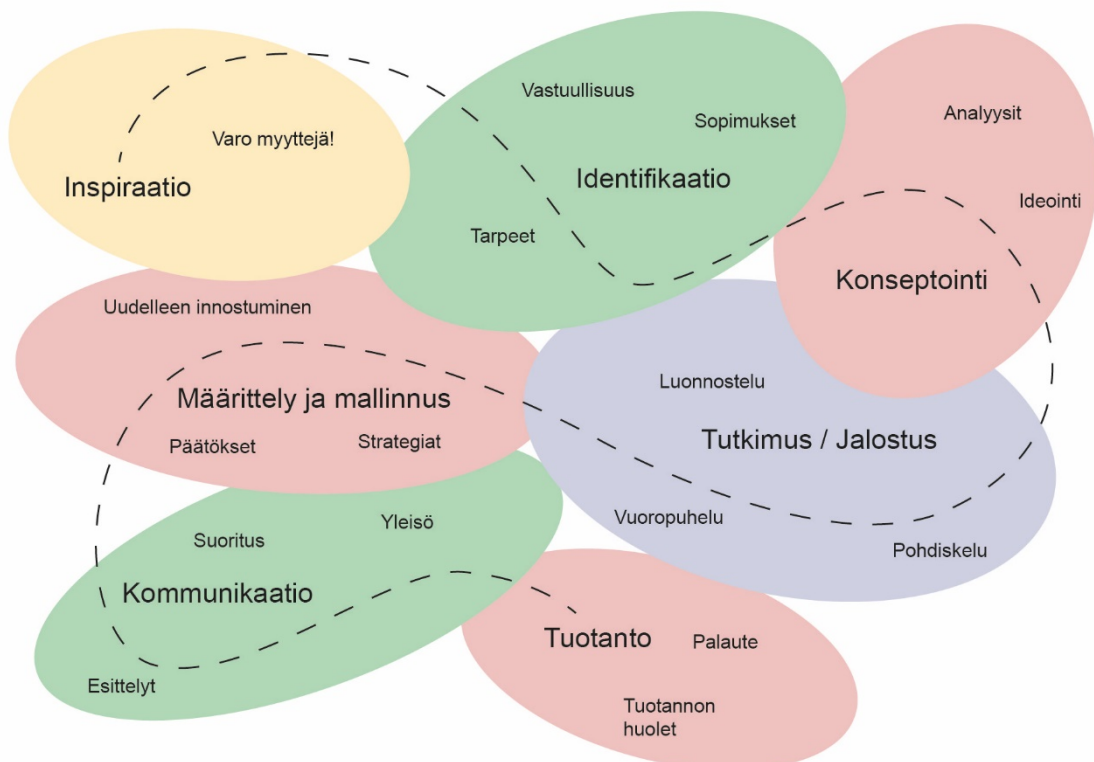 Varo myyttejä!
Inspiraatio
Vastuullisuus
Sopimukset
Identifikaatio
Tarpeet
Analyysit
Ideointi
Konseptointi
Luonnostelu
Tutkimus / Jalostus
Vuoropuhelu
Pohdiskelu
Uudelleen innostuminen
Määrittely ja mallinnus
Päätökset
Strategiat
Yleisö
Suoritus
Kommunikaatio
Esittelyt
Tuotanto
Palaute
Tuotannon
huolet